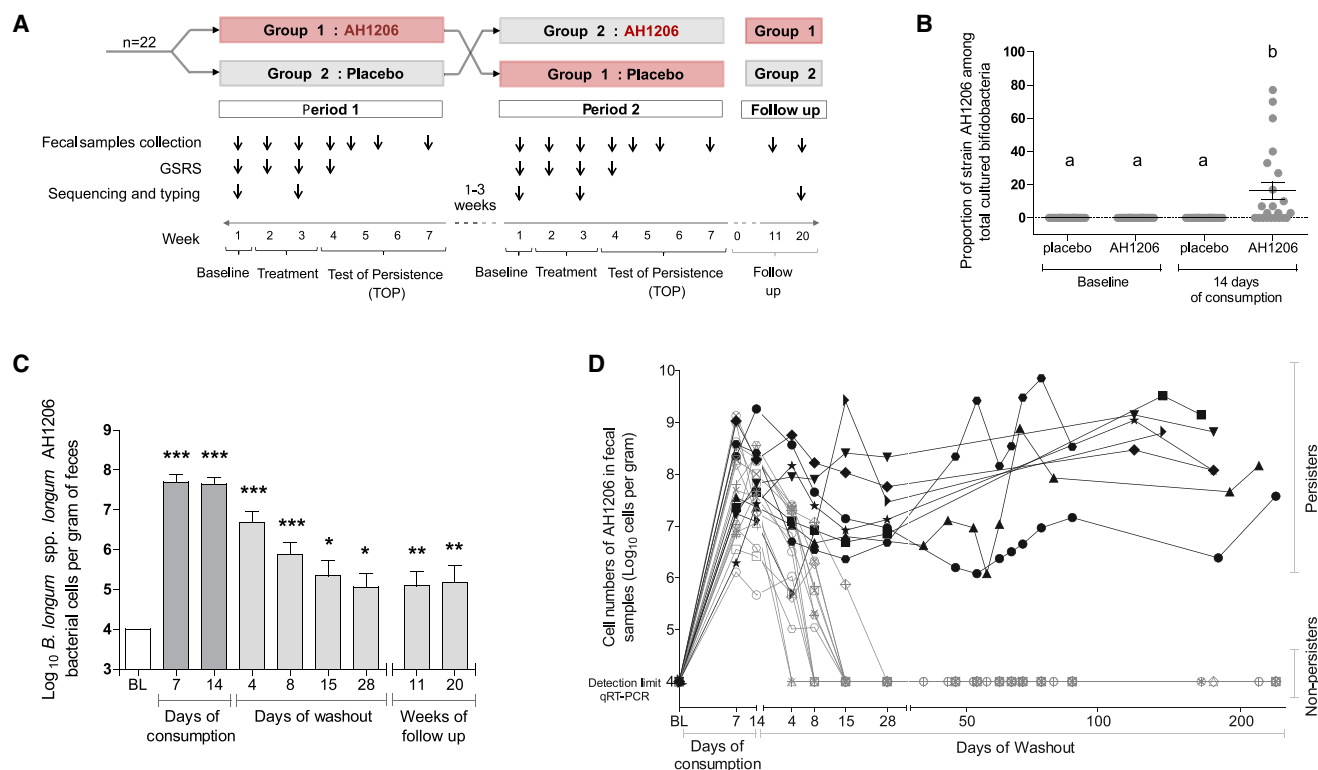 A
n=22
Group 1 : AH1206
Group 2 : AH1206
Group 1
Group 2 : Placebo
Group 1 : Placebo
Group 2
Period 1
Period 2
Follow up
Fecal samples collection
GSRS
Sequencing and typing
1-3
weeks
Week
1 2 3 4 5 6 7
1 2 3 4 5 6 7
0 11 20
Baseline Treatment Test of Persistence
(TOP)
Baseline Treatment Test of Persistence
(TOP)
Follow
up
B
Proportion of strain AH1206 among
total cultured bifidobacteria
100
80
60
40
20
0
a a a b
placebo AH1206 placebo AH1206
Baseline
14 days
of consumption
C
Log10 B. longum spp. longum AH1206
bacterial cells per gram of feces
9
8
7
6
5
4
3
*** *** *** *** * * ** **
BL 7 14 4 8 15 28 11 20
Days of
consumption
Days of washout
Weeks of
follow up
D
Cell numbers of AH1206 in fecal
samples (Log10 cells per gram)
10
9
8
7
6
5
4
Detection limit
qRT-PCR
BL 7 14 4 8 15 28 50 100 200
Days of
consumption
Days of Washout
Persisters
Non-persisters